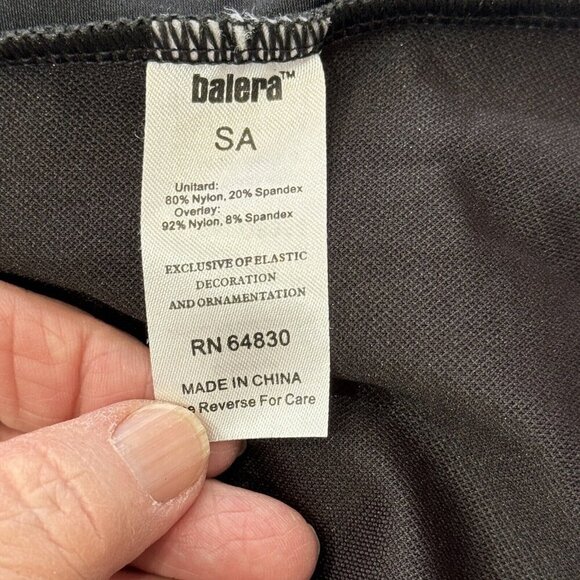 balera™
SA
Unitard:
80% Nylon, 20% Spandex
Overlay:
92% Nylon, 8% Spandex
EXCLUSIVE OF ELASTIC
DECORATION
AND ORNAMENTATION
RN 64830
MADE IN CHINA
Reverse For Care